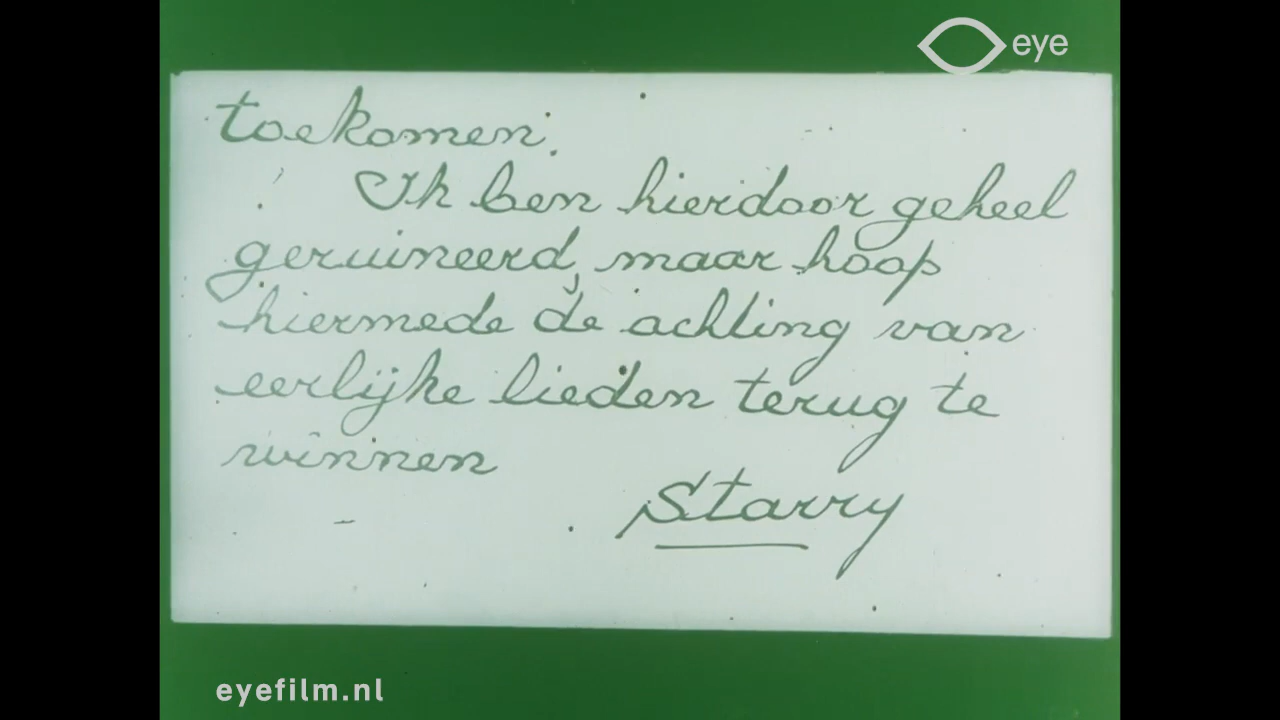 eye
toekomen.
Ik ben hierdoor geheel
geruineerd, maar hoop
hiermede de achting van
eerlijke lieden terug te
winnen
Starry
eyefilm.nl